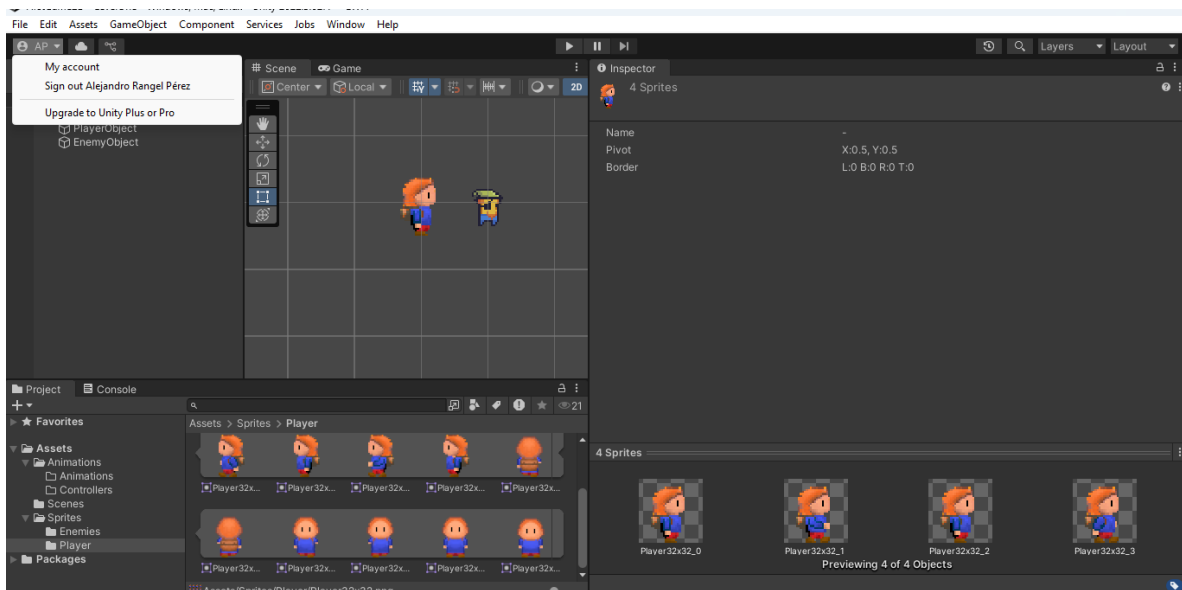 File Edit Assets GameObject Component Services Jobs Window Help
AP
Layers
Layout
My account
Sign out Alejandro Rangel Pérez
Upgrade to Unity Plus or Pro
PlayerObject
EnemyObject
Scene
Game
Center
Local
2D
Inspector
4 Sprites
Name -
Pivot X:0.5, Y:0.5
Border L:0 B:0 R:0 T:0
Project
Console
21
Favorites
Assets > Sprites > Player
Assets
Animations
Animations
Controllers
Scenes
Sprites
Enemies
Player
Packages
Player32x... Player32x... Player32x... Player32x... Player32x...
Player32x... Player32x... Player32x... Player32x... Player32x...
4 Sprites
Player32x32_0 Player32x32_1 Player32x32_2 Player32x32_3
Previewing 4 of 4 Objects